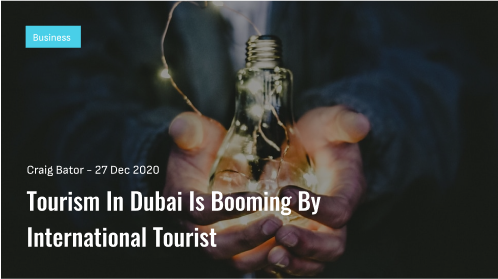 Business
Craig Bator - 27 Dec 2020
Tourism In Dubai Is Booming By
International Tourist